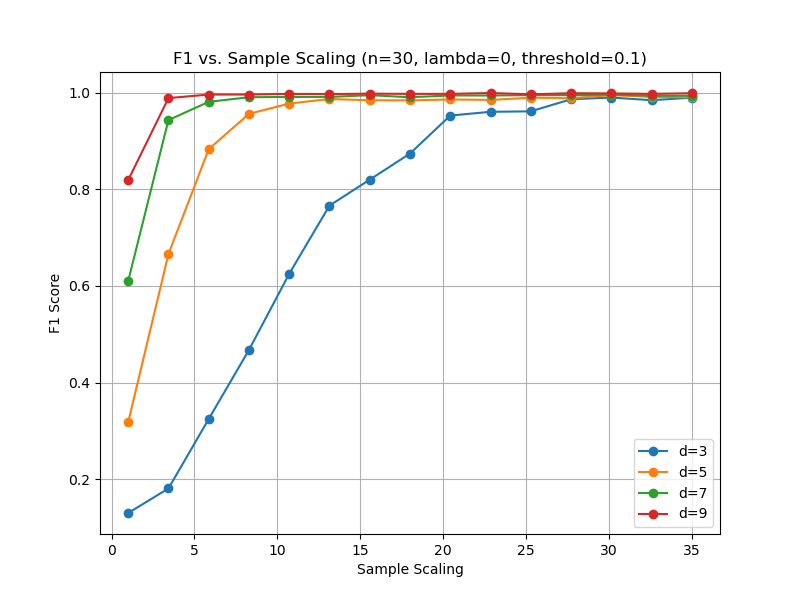 F1 vs. Sample Scaling (n=30, lambda=0, threshold=0.1)
1.0
0.8
0.6
0.4
0.2
F1 Score
d=3
d=5
d=7
d=9
0 5 10 15 20 25 30 35
Sample Scaling